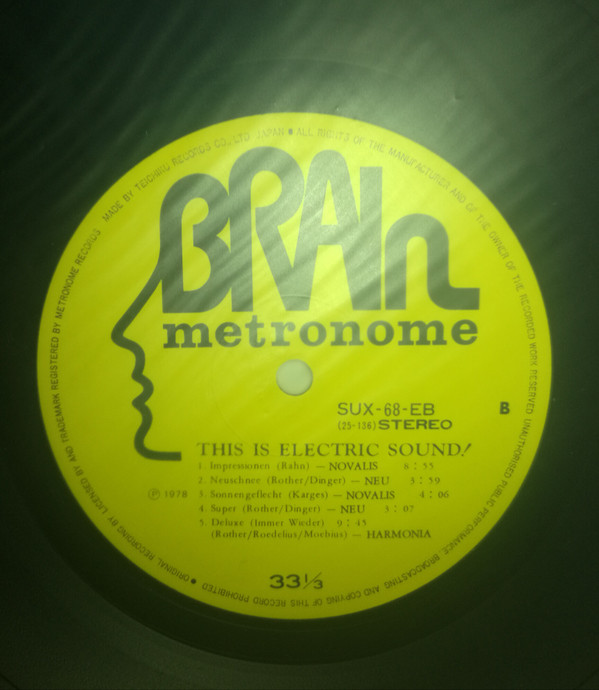 MADE BY TEICHIKU RECORDS CO., LTD. JAPAN ■ ALL RIGHTS OF THE MANUFACTURER AND OF THE OWNER OF THE RECORDED WORK RESERVED UNAUTHORISED PUBLIC PERFORMANCE BROADCASTING AND COPYING OF THIS RECORD PROHIBITED ● ORIGINAL RECORDING BY LICENSED BY AND TRADEMARK REGISTERED BY METRONOME RECORDS
BRAIn
metronome
SUX-68-EB
B
(25-136) STEREO
THIS IS ELECTRIC SOUND!
1. Impressionen (Rahn) — NOVALIS 8:55
2. Neuschnee (Rother/Dinger) — NEU 3:59
Ⓟ 1978
3. Sonnengeflecht (Karges) — NOVALIS 4:06
4. Super (Rother/Dinger) — NEU 3:07
5. Deluxe (Immer Wieder) 9:45
(Rother/Roedelius/Moebius) — HARMONIA
33⅓